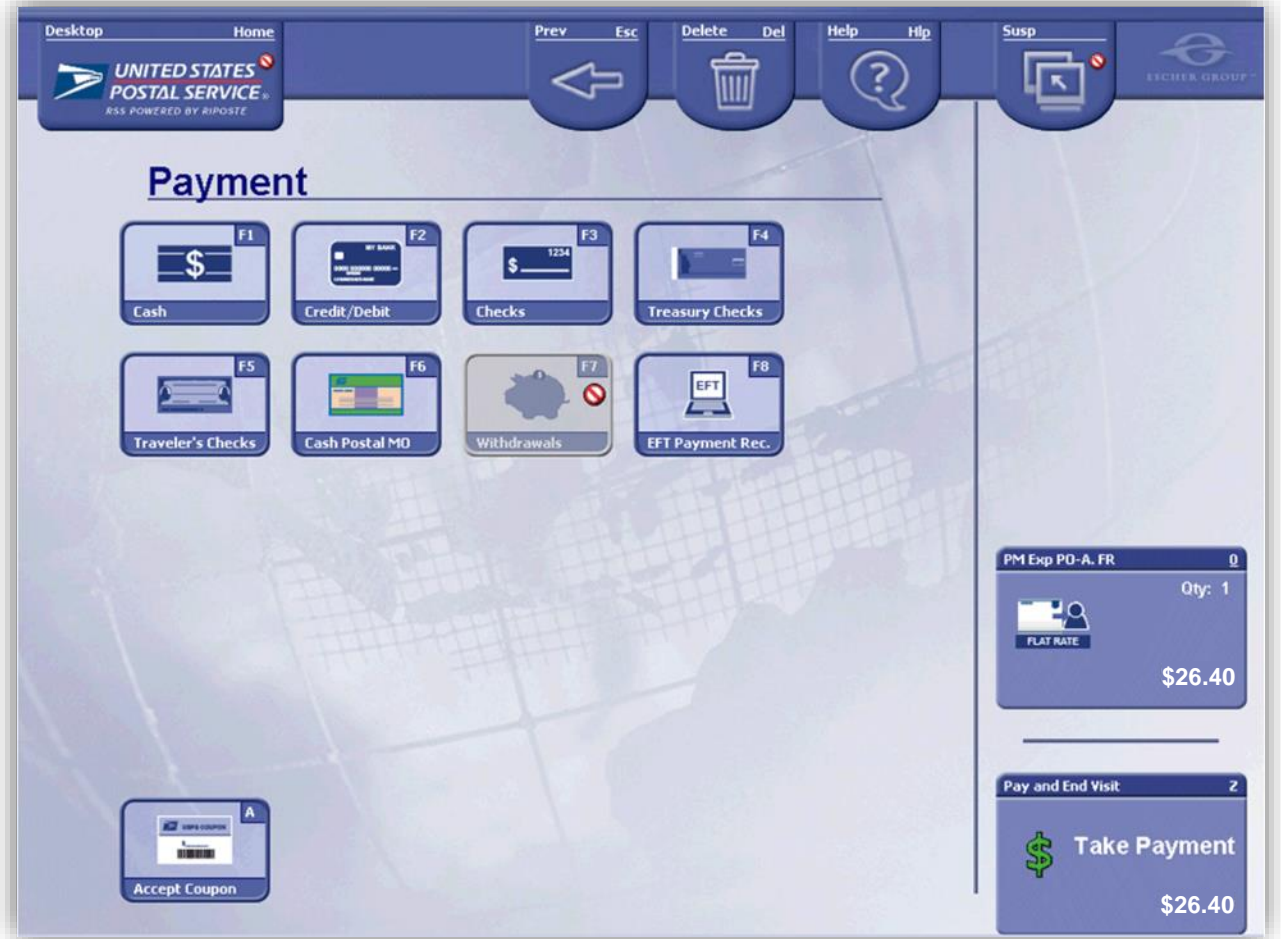 Desktop Home
Prev Esc
Delete Del
Help Hlp
Susp
UNITED STATES
POSTAL SERVICE®
RSS POWERED BY RIPOSTE
ESCHER GROUP
Payment
F1
$
Cash
F2
MY BANK
Credit/Debit
F3
1234
$
Checks
F4
Treasury Checks
F5
Traveler's Checks
F6
Cash Postal MO
F7
Withdrawals
F8
EFT
EFT Payment Rec.
PM Exp PO-A. FR 0
Qty: 1
FLAT RATE
$26.40
A
USPS COUPON
Accept Coupon
Pay and End Visit Z
$ Take Payment
$26.40